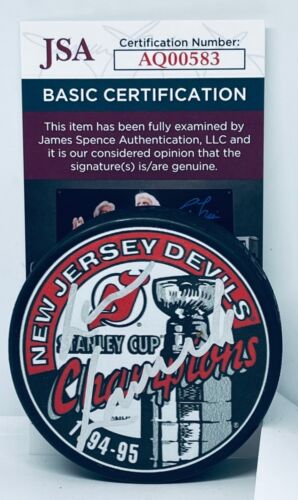 JSA
Certification Number:
AQ00583
BASIC CERTIFICATION
This item has been fully examined by
James Spence Authentication, LLC and
it is our considered opinion that the
signature(s) is/are genuine.
NEW JERSEY DEVILS
STANLEY CUP
Champions
1994-95